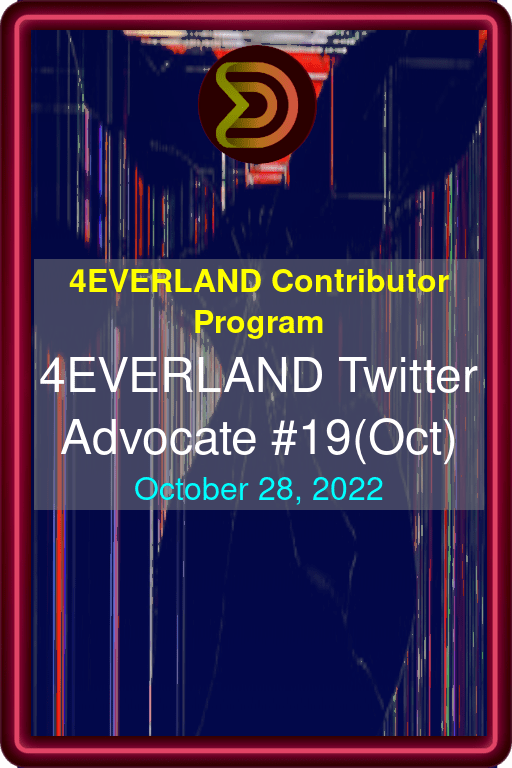 4EVERLAND Contributor
Program
4EVERLAND Twitter
Advocate #19(Oct)
October 28, 2022